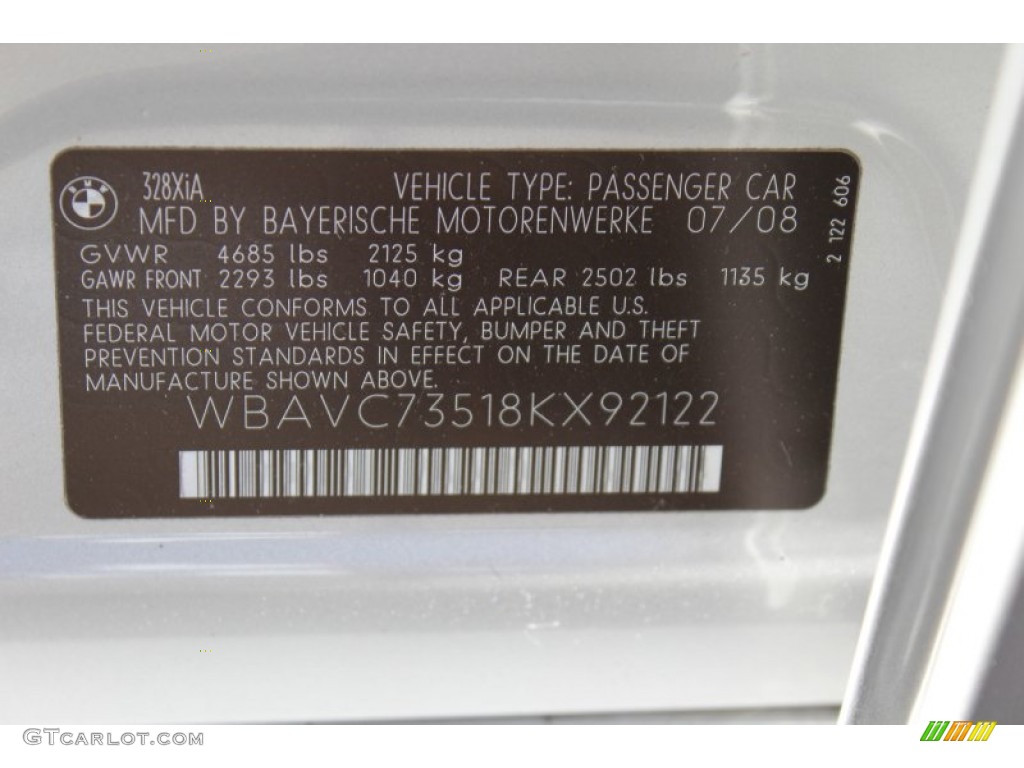 328XiA VEHICLE TYPE: PASSENGER CAR
MFD BY BAYERISCHE MOTORENWERKE 07/08
GVWR 4685 lbs 2125 kg
GAWR FRONT 2293 lbs 1040 kg REAR 2502 lbs 1135 kg
THIS VEHICLE CONFORMS TO ALL APPLICABLE U.S.
FEDERAL MOTOR VEHICLE SAFETY, BUMPER AND THEFT
PREVENTION STANDARDS IN EFFECT ON THE DATE OF
MANUFACTURE SHOWN ABOVE.
WBAVC73518KX92122
2 122 606
BMW
GTCarLot.com